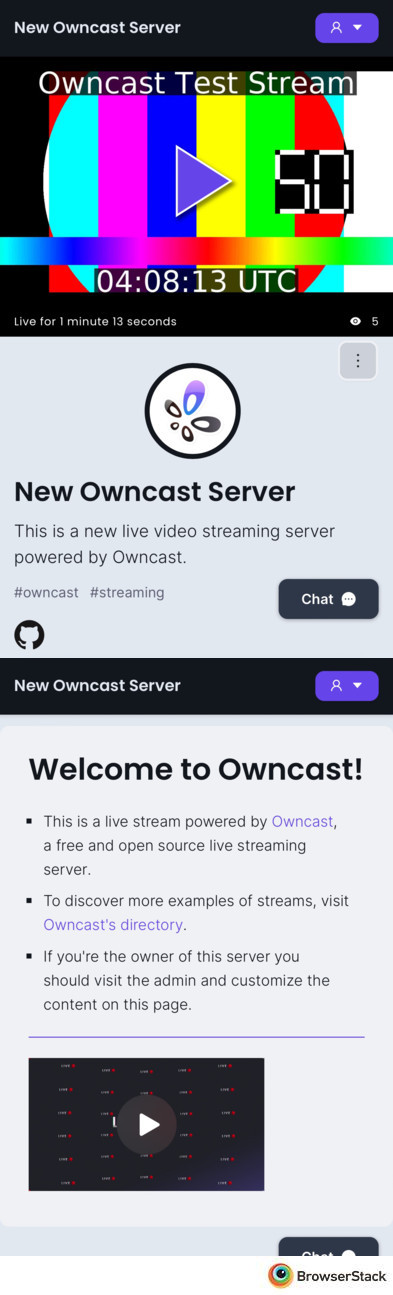 New Owncast Server
Owncast Test Stream
50
04:08:13 UTC
Live for 1 minute 13 seconds
5
New Owncast Server
This is a new live video streaming server
powered by Owncast.
#owncast #streaming
Chat
New Owncast Server
Welcome to Owncast!
This is a live stream powered by Owncast,
a free and open source live streaming
server.
To discover more examples of streams, visit
Owncast's directory.
If you're the owner of this server you
should visit the admin and customize the
content on this page.
Chat
BrowserStack